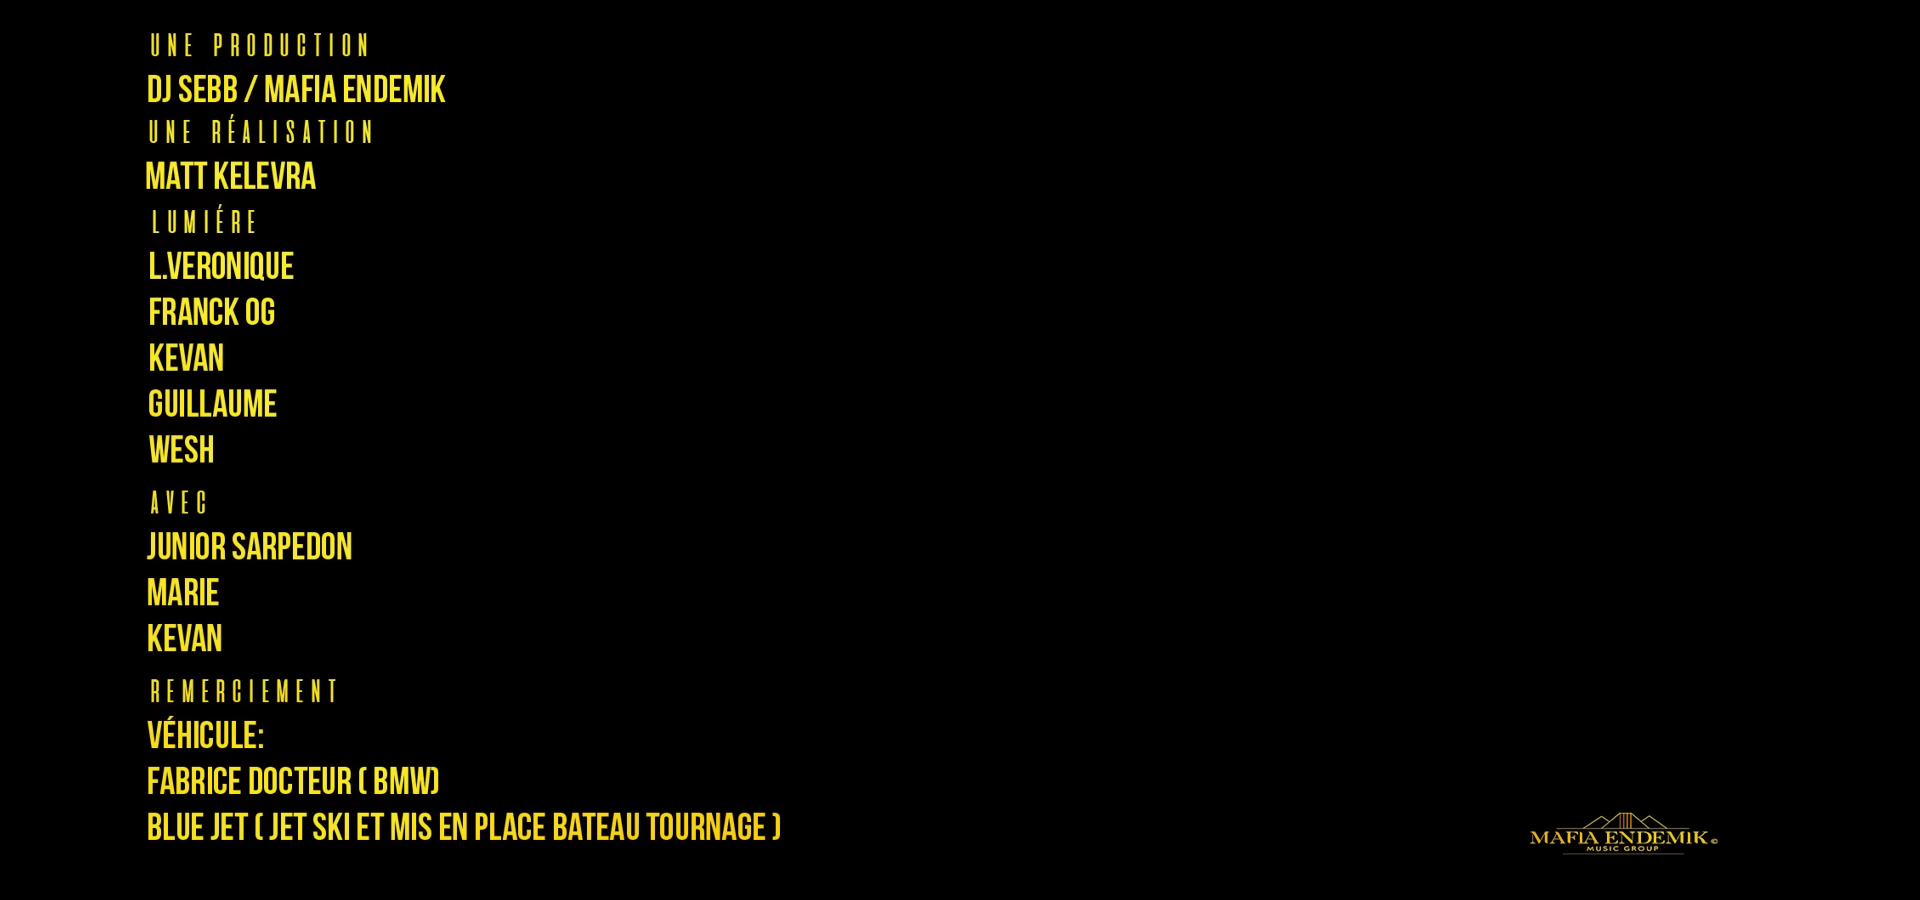 UNE PRODUCTION
DJ SEBB / MAFIA ENDEMIK
UNE RÉALISATION
MATT KELEVRA
LUMIÉRE
L.VERONIQUE
FRANCK OG
KEVAN
GUILLAUME
WESH
AVEC
JUNIOR SARPEDON
MARIE
KEVAN
REMERCIEMENT
VÉHICULE:
FABRICE DOCTEUR ( BMW)
BLUE JET ( JET SKI ET MIS EN PLACE BATEAU TOURNAGE )
MAFIA ENDEMIK©
MUSIC GROUP